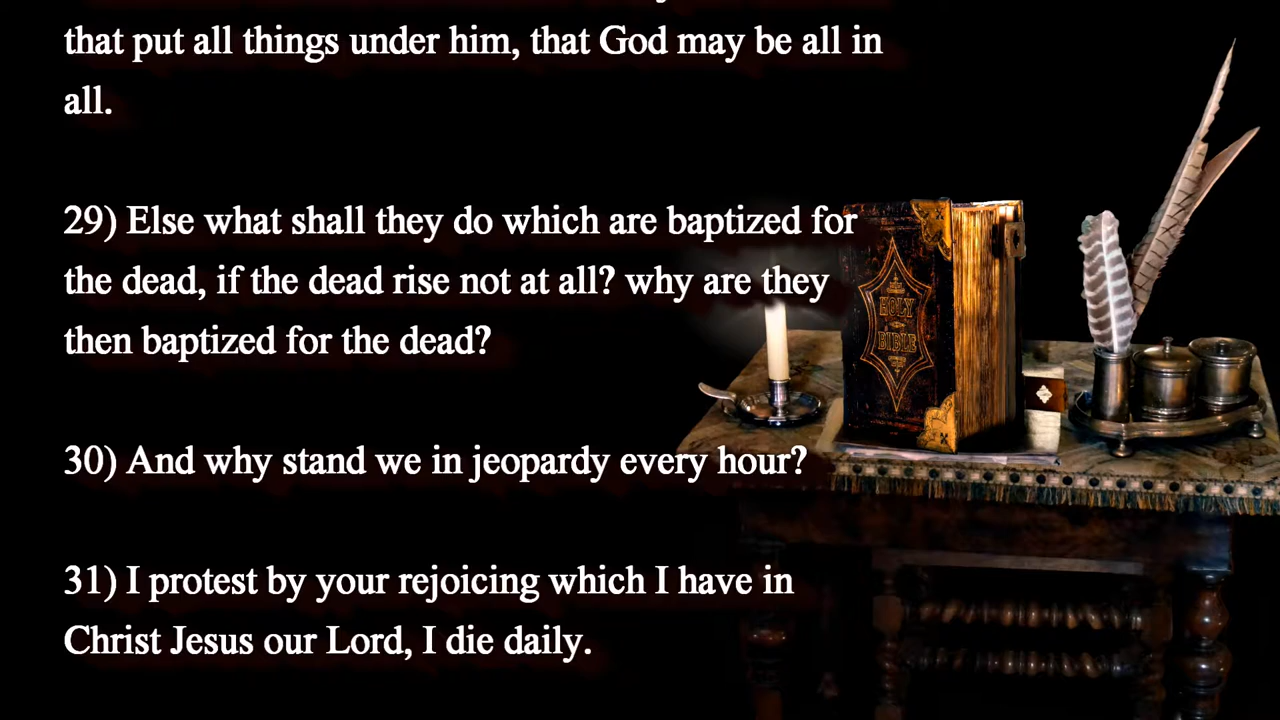 that put all things under him, that God may be all in
all.
29) Else what shall they do which are baptized for
the dead, if the dead rise not at all? why are they
then baptized for the dead?
30) And why stand we in jeopardy every hour?
31) I protest by your rejoicing which I have in
Christ Jesus our Lord, I die daily.
HOLY
BIBLE